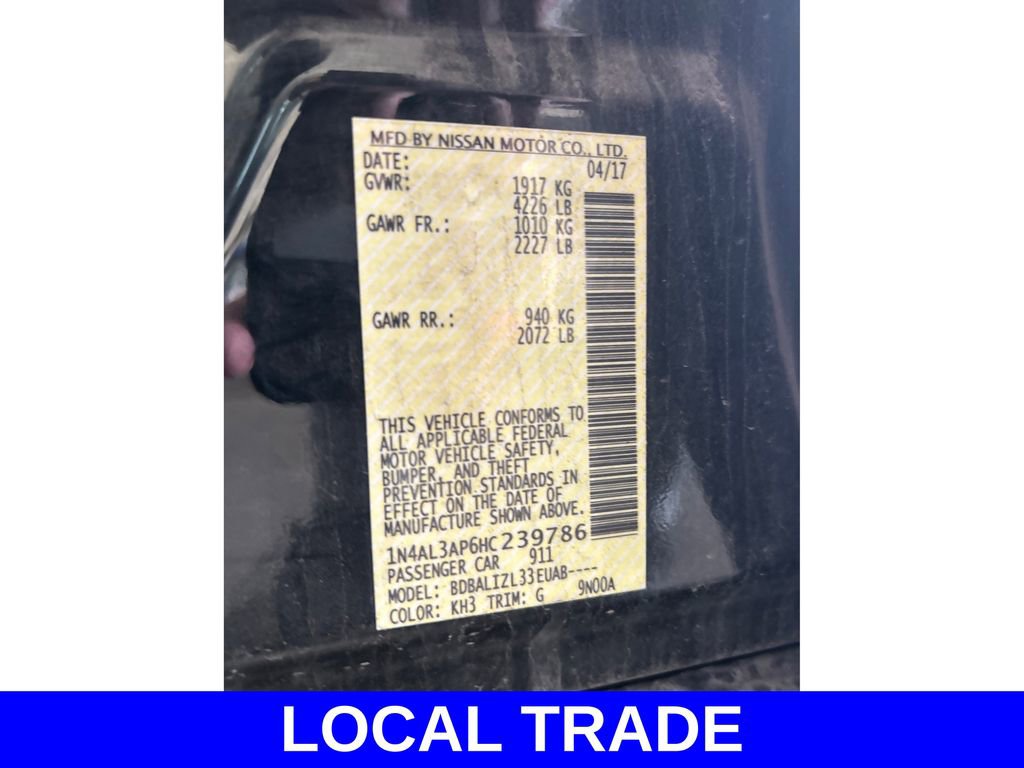 MFD BY NISSAN MOTOR CO., LTD.
DATE: 04/17
GVWR: 1917 KG
4226 LB
GAWR FR.: 1010 KG
2227 LB
GAWR RR.: 940 KG
2072 LB
THIS VEHICLE CONFORMS TO
ALL APPLICABLE FEDERAL
MOTOR VEHICLE SAFETY,
BUMPER, AND THEFT
PREVENTION STANDARDS IN
EFFECT ON THE DATE OF
MANUFACTURE SHOWN ABOVE.
1N4AL3AP6HC239786
PASSENGER CAR 911
MODEL: BDBALIZL33EUAB----
COLOR: KH3 TRIM: G 9N00A
LOCAL TRADE